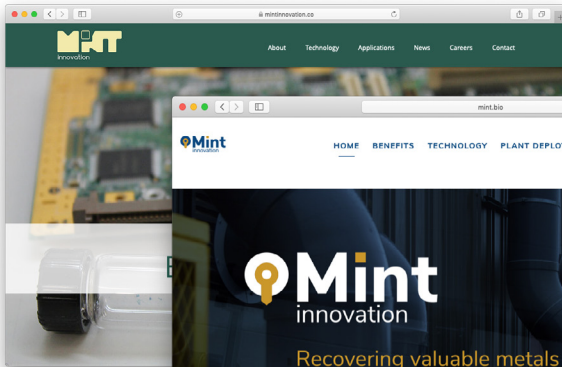 mintinnovation.co
MiNT
innovation
About Technology Applications News Careers Contact
mint.bio
Mint
innovation
HOME BENEFITS TECHNOLOGY PLANT DEPLO
Mint
innovation
Recovering valuable metals